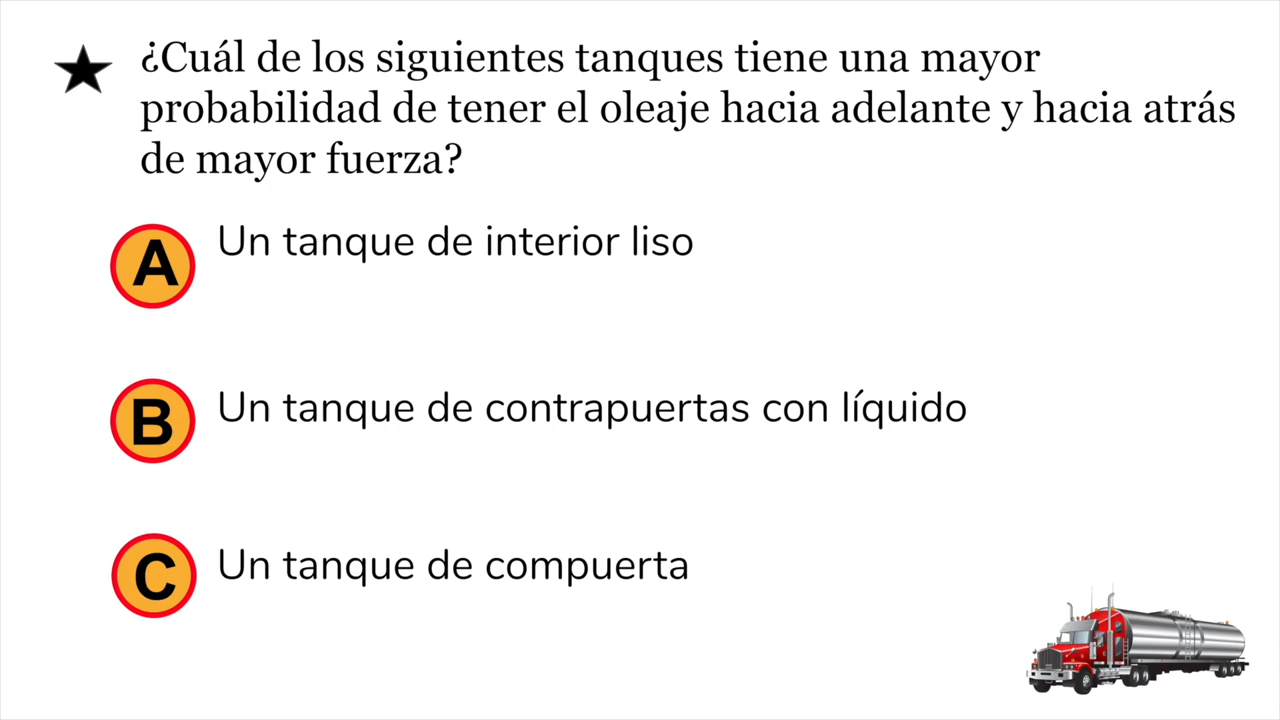 ¿Cuál de los siguientes tanques tiene una mayor
probabilidad de tener el oleaje hacia adelante y hacia atrás
de mayor fuerza?
A Un tanque de interior liso
B Un tanque de contrapuertas con líquido
C Un tanque de compuerta